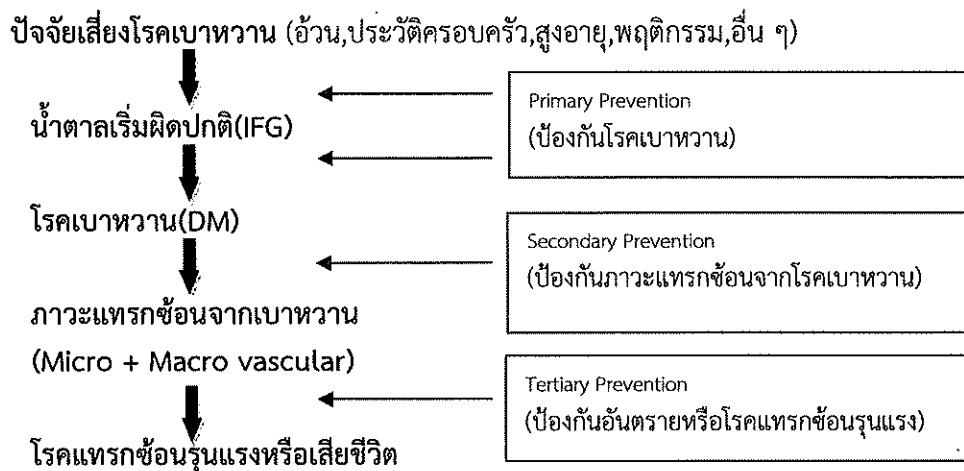 ปัจจัยเสี่ยงโรคเบาหวาน (อ้วน,ประวัติครอบครัว,สูงอายุ,พฤติกรรม,อื่น ๆ)
น้ำตาลเริ่มผิดปกติ(IFG)
Primary Prevention
(ป้องกันโรคเบาหวาน)
โรคเบาหวาน(DM)
Secondary Prevention
(ป้องกันภาวะแทรกซ้อนจากโรคเบาหวาน)
ภาวะแทรกซ้อนจากเบาหวาน
(Micro + Macro vascular)
Tertiary Prevention
(ป้องกันอันตรายหรือโรคแทรกซ้อนรุนแรง)
โรคแทรกซ้อนรุนแรงหรือเสียชีวิต